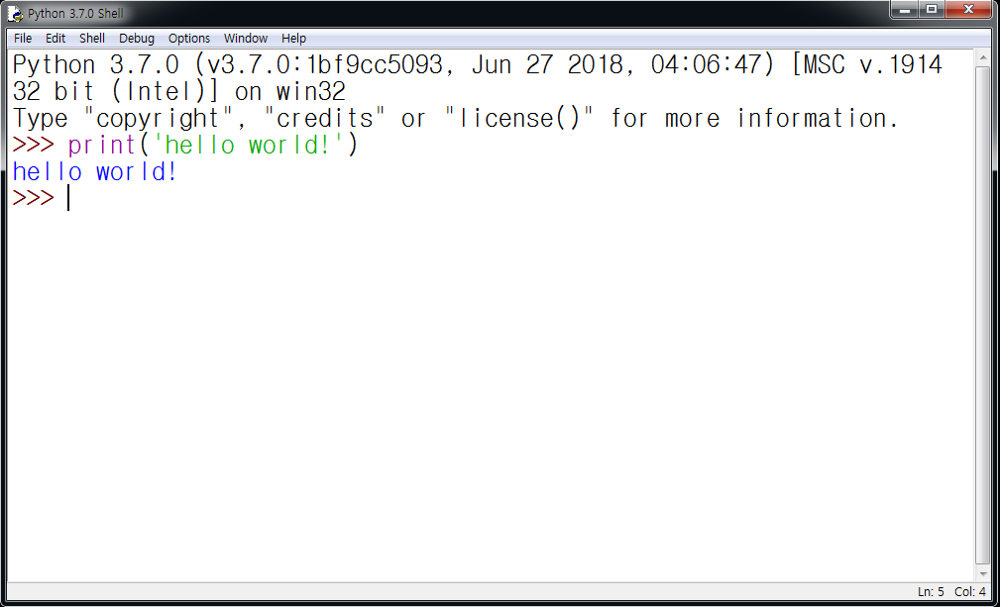 Python 3.7.0 Shell
File Edit Shell Debug Options Window Help
Python 3.7.0 (v3.7.0:1bf9cc5093, Jun 27 2018, 04:06:47) [MSC v.1914
32 bit (Intel)] on win32
Type "copyright", "credits" or "license()" for more information.
>>> print('hello world!')
hello world!
>>>
Ln: 5 Col: 4